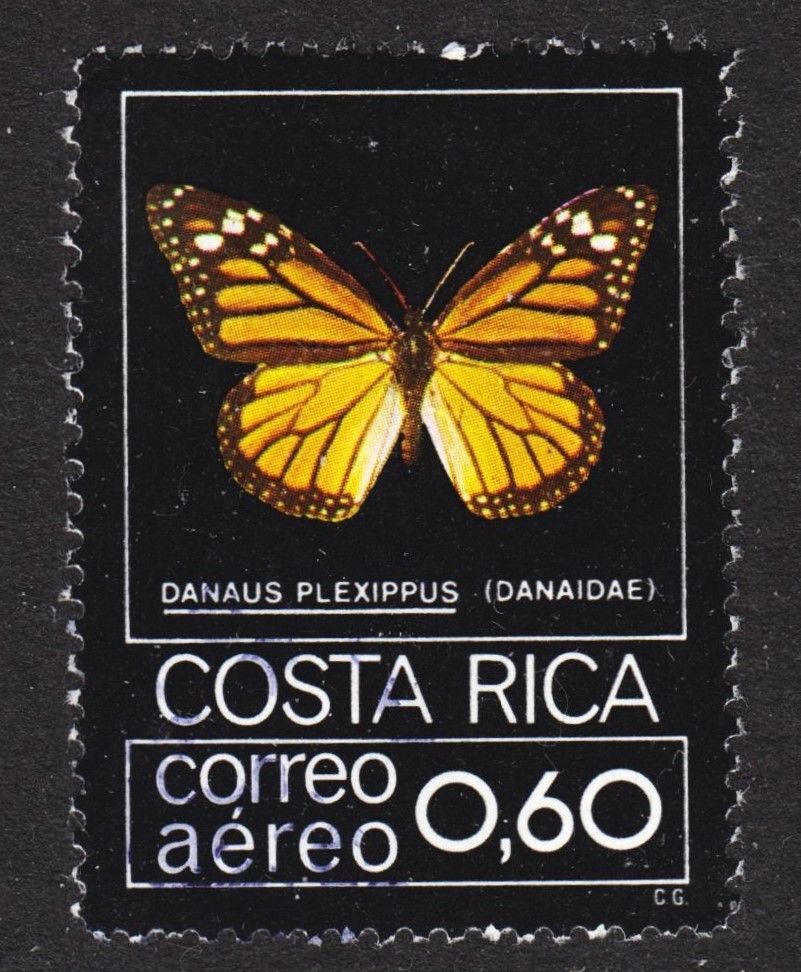 DANAUS PLEXIPPUS (DANAIDAE)
COSTA RICA
correo
aéreo
0,60
C G.